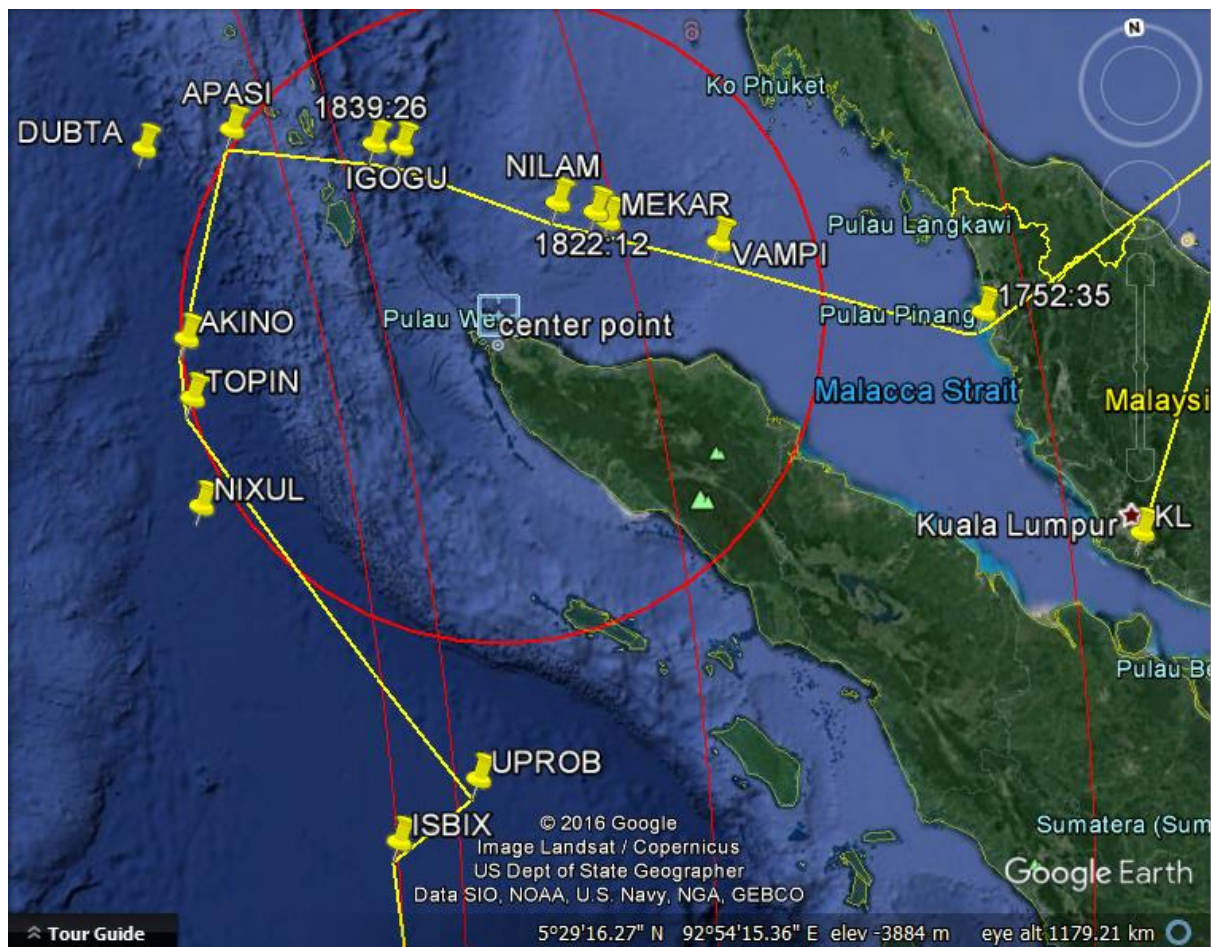 N
Ko Phuket
APASI
1839:26
DUBTA
IGOGU
NILAM
MEKAR
1822:12
VAMPI
Pulau Langkawi
1752:35
Pulau Pinang
AKINO
Pulau We
center point
TOPIN
Malacca Strait
Malaysi
NIXUL
Kuala Lumpur
KL
Pulau Be
UPROB
ISBIX
© 2016 Google
Image Landsat / Copernicus
US Dept of State Geographer
Data SIO, NOAA, U.S. Navy, NGA, GEBCO
Sumatera (Sum
Google Earth
Tour Guide
5°29'16.27" N 92°54'15.36" E elev -3884 m eye alt 1179.21 km